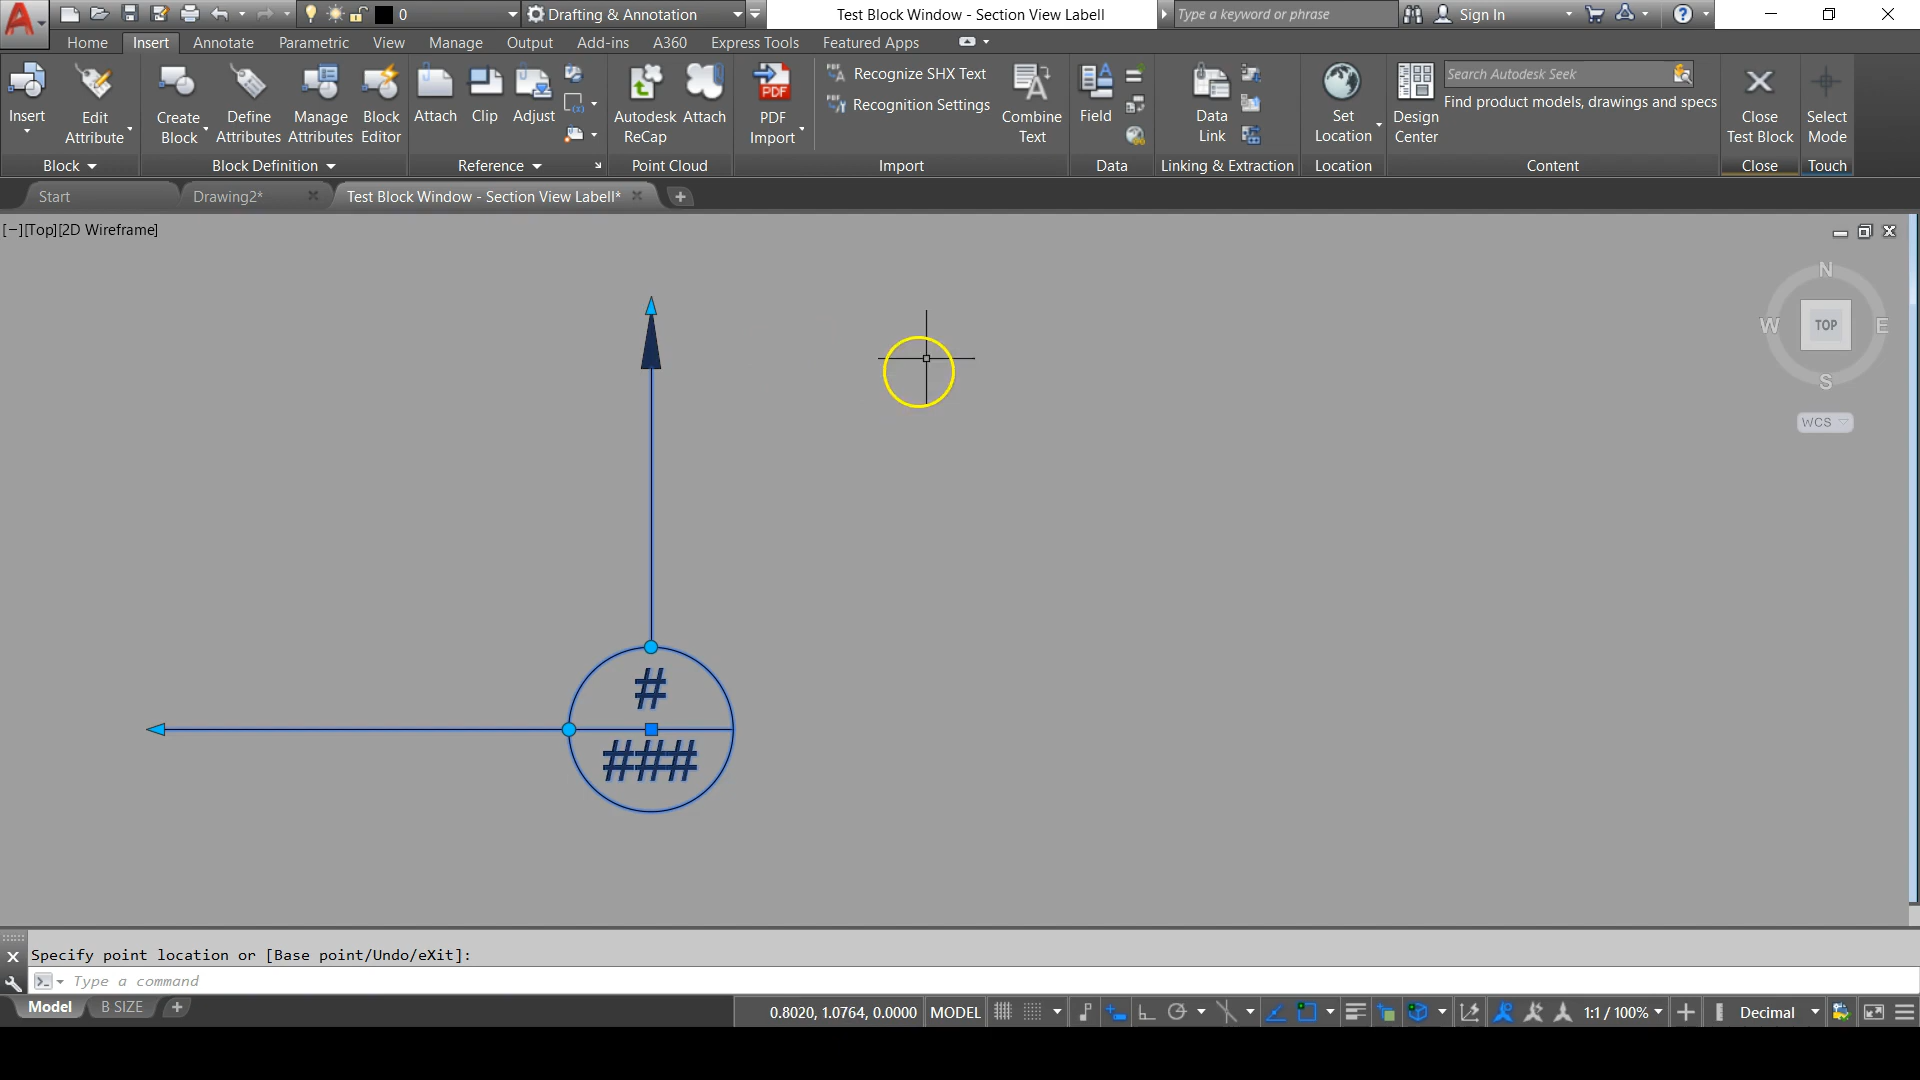 0
Drafting & Annotation
Test Block Window - Section View Labell
Type a keyword or phrase
Sign In
Home
Insert
Annotate
Parametric
View
Manage
Output
Add-ins
A360
Express Tools
Featured Apps
Insert
Edit
Attribute
Create
Block
Define
Attributes
Manage
Attributes
Block
Editor
Attach
Clip
Adjust
Autodesk
ReCap
Attach
PDF
Import
Recognize SHX Text
Recognition Settings
Combine
Text
Field
Data
Link
Set
Location
Design
Center
Search Autodesk Seek
Find product models, drawings and specs
Close
Test Block
Select
Mode
Block
Block Definition
Reference
Point Cloud
Import
Data
Linking & Extraction
Location
Content
Close
Touch
Start
Drawing2*
Test Block Window - Section View Labell*
[−][Top][2D Wireframe]
N
W
TOP
E
S
WCS
#
###
Specify point location or [Base point/Undo/eXit]:
Type a command
Model
B SIZE
0.8020, 1.0764, 0.0000
MODEL
1:1 / 100%
Decimal